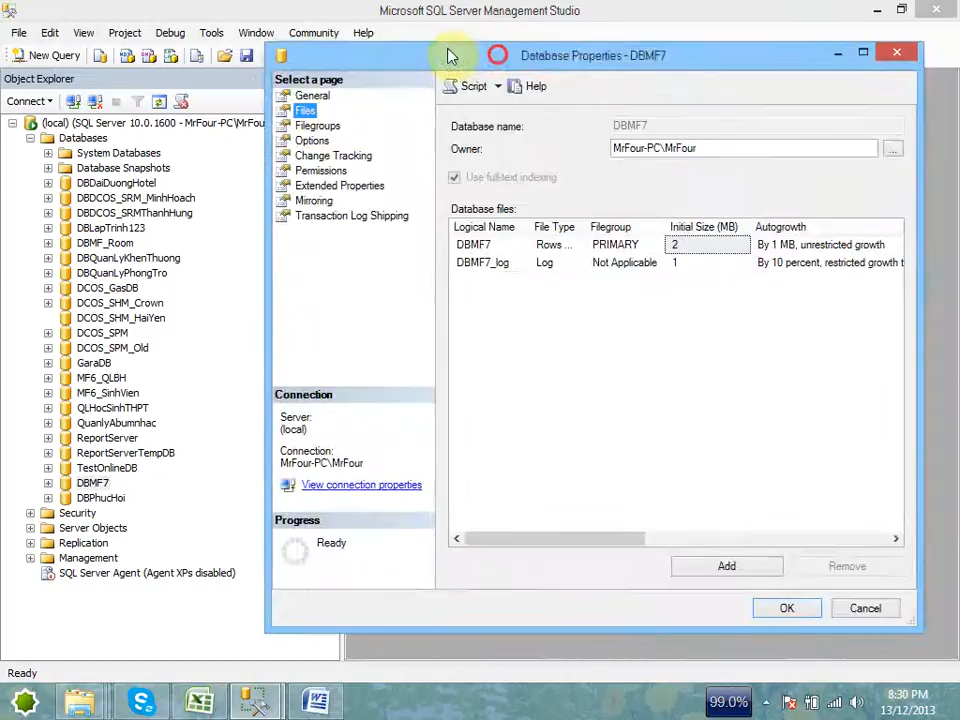 Microsoft SQL Server Management Studio
File Edit View Project Debug Tools Window Community Help
New Query
Object Explorer
Connect
(local) (SQL Server 10.0.1600 - MrFour-PC\MrFou
Databases
System Databases
Database Snapshots
DBDaiDuongHotel
DBDCOS_SRM_MinhHoach
DBDCOS_SRMThanhHung
DBLapTrinh123
DBMF_Room
DBQuanLyKhenThuong
DBQuanLyPhongTro
DCOS_GasDB
DCOS_SHM_Crown
DCOS_SHM_HaiYen
DCOS_SPM
DCOS_SPM_Old
GaraDB
MF6_QLBH
MF6_SinhVien
QLHocSinhTHPT
QuanlyAbumnhac
ReportServer
ReportServerTempDB
TestOnlineDB
DBMF7
DBPhucHoi
Security
Server Objects
Replication
Management
SQL Server Agent (Agent XPs disabled)
Database Properties - DBMF7
Select a page
General
Files
Filegroups
Options
Change Tracking
Permissions
Extended Properties
Mirroring
Transaction Log Shipping
Connection
Server:
(local)
Connection:
MrFour-PC\MrFour
View connection properties
Progress
Ready
Script Help
Database name: DBMF7
Owner: MrFour-PC\MrFour ...
Use full-text indexing
Database files:
Logical Name File Type Filegroup Initial Size (MB) Autogrowth
DBMF7 Rows ... PRIMARY 2 By 1 MB, unrestricted growth
DBMF7_log Log Not Applicable 1 By 10 percent, restricted growth t
Add Remove
OK Cancel
Ready
99.0% 8:30 PM
13/12/2013